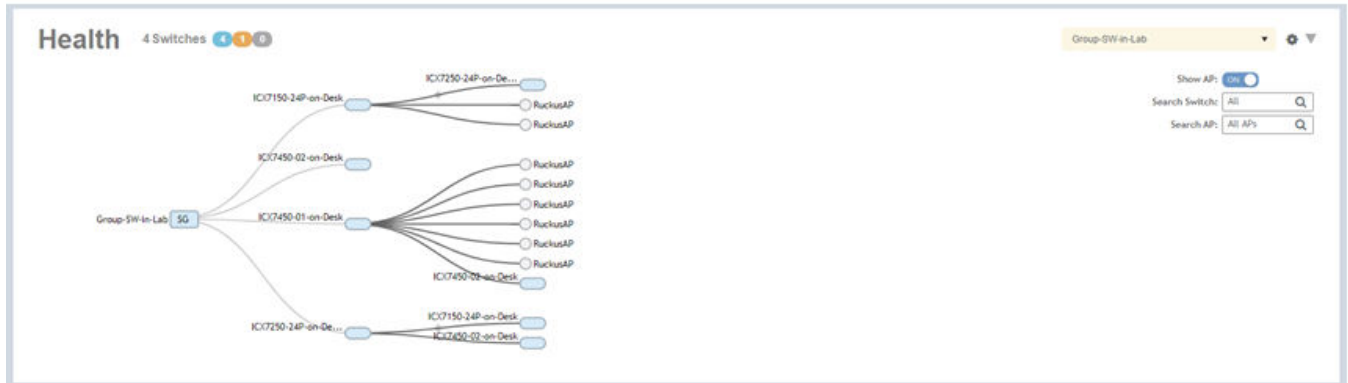 Health 4 Switches 4 1 0
Group-SW-in-Lab
Show AP: ON
Search Switch: All
Search AP: All APs
ICX7250-24P-on-De...
ICX7150-24P-on-Desk
RuckusAP
RuckusAP
ICX7450-02-on-Desk
RuckusAP
RuckusAP
RuckusAP
Group-SW-in-Lab SG
ICX7450-01-on-Desk
RuckusAP
RuckusAP
RuckusAP
ICX7450-02-on-Desk
ICX7150-24P-on-Desk
ICX7250-24P-on-De...
ICX7450-02-on-Desk